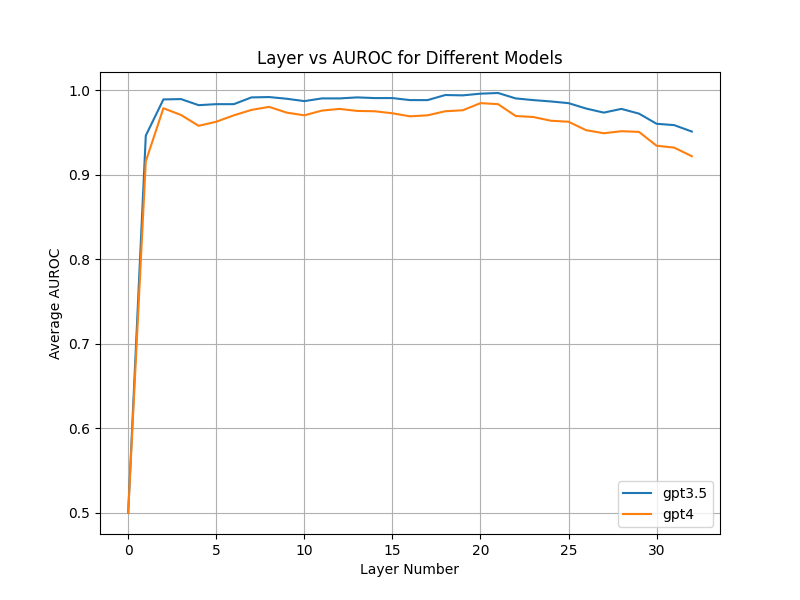 Layer vs AUROC for Different Models
Average AUROC
1.0
0.9
0.8
0.7
0.6
0.5
0 5 10 15 20 25 30
Layer Number
gpt3.5
gpt4